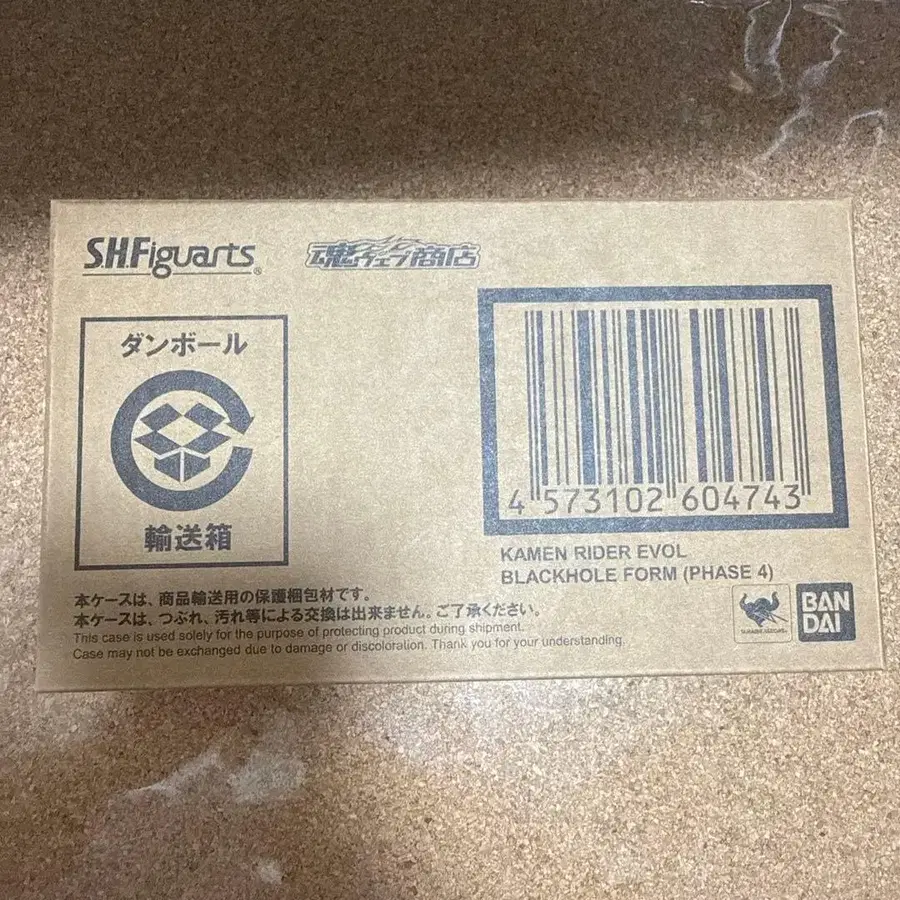 S.H.Figuarts®
魂ウェブ商店
ダンボール
輸送箱
4 573102 604743
KAMEN RIDER EVOL
BLACKHOLE FORM (PHASE 4)
本ケースは、商品輸送用の保護梱包材です。
本ケースは、つぶれ、汚れ等による交換は出来ません。ご了承ください。
This case is used solely for the purpose of protecting product during shipment.
Case may not be exchanged due to damage or discoloration. Thank you for your understanding.
TAMASHII NATIONS
BAN
DAI